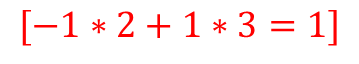 [−1 ∗ 2 + 1 ∗ 3 = 1]